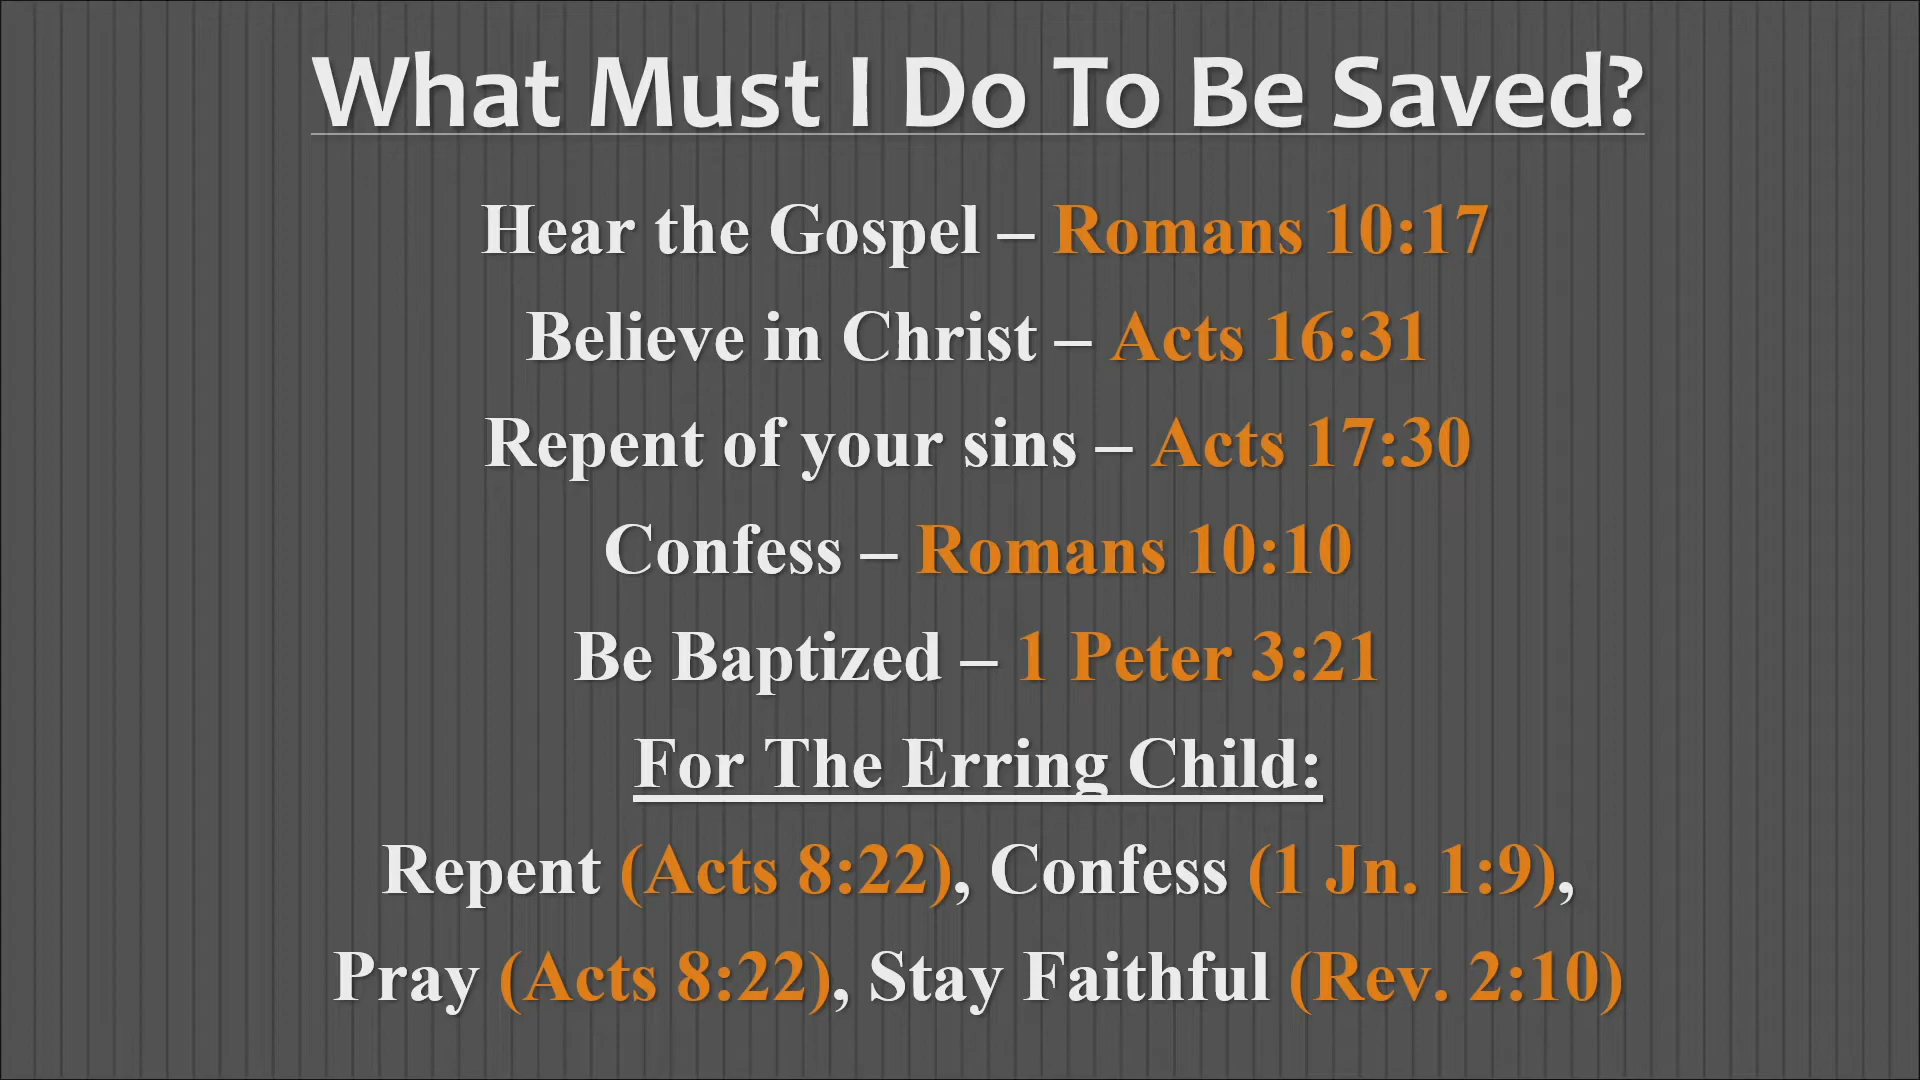 What Must I Do To Be Saved?
Hear the Gospel – Romans 10:17
Believe in Christ – Acts 16:31
Repent of your sins – Acts 17:30
Confess – Romans 10:10
Be Baptized – 1 Peter 3:21
For The Erring Child:
Repent (Acts 8:22), Confess (1 Jn. 1:9),
Pray (Acts 8:22), Stay Faithful (Rev. 2:10)